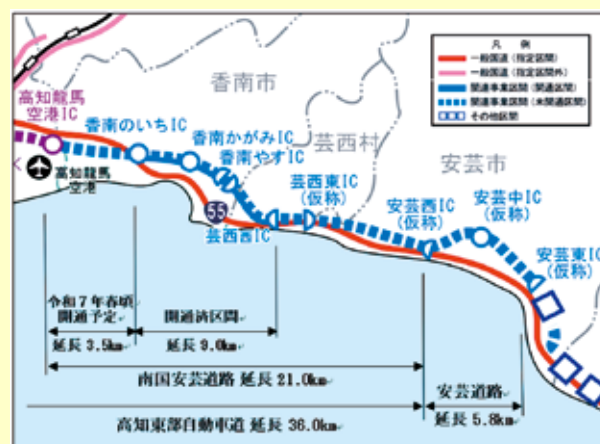 凡 例
一般国道(指定区間)
一般国道(指定区間外)
関連事業区間(開通区間)
関連事業区間(未開通区間)
その他区間
香南市
芸西村
安芸市
高知龍馬
空港IC
香南のいちIC
香南かがみIC
香南やすIC
高知龍馬
空港
芸西東IC
(仮称)
安芸西IC
(仮称)
安芸中IC
(仮称)
安芸東IC
(仮称)
55
芸西西IC
令和7年春頃
開通予定
開通済区間
延長 3.5km
延長 9.0km
南国安芸道路 延長 21.0km
安芸道路
延長 5.8km
高知東部自動車道 延長 36.0km